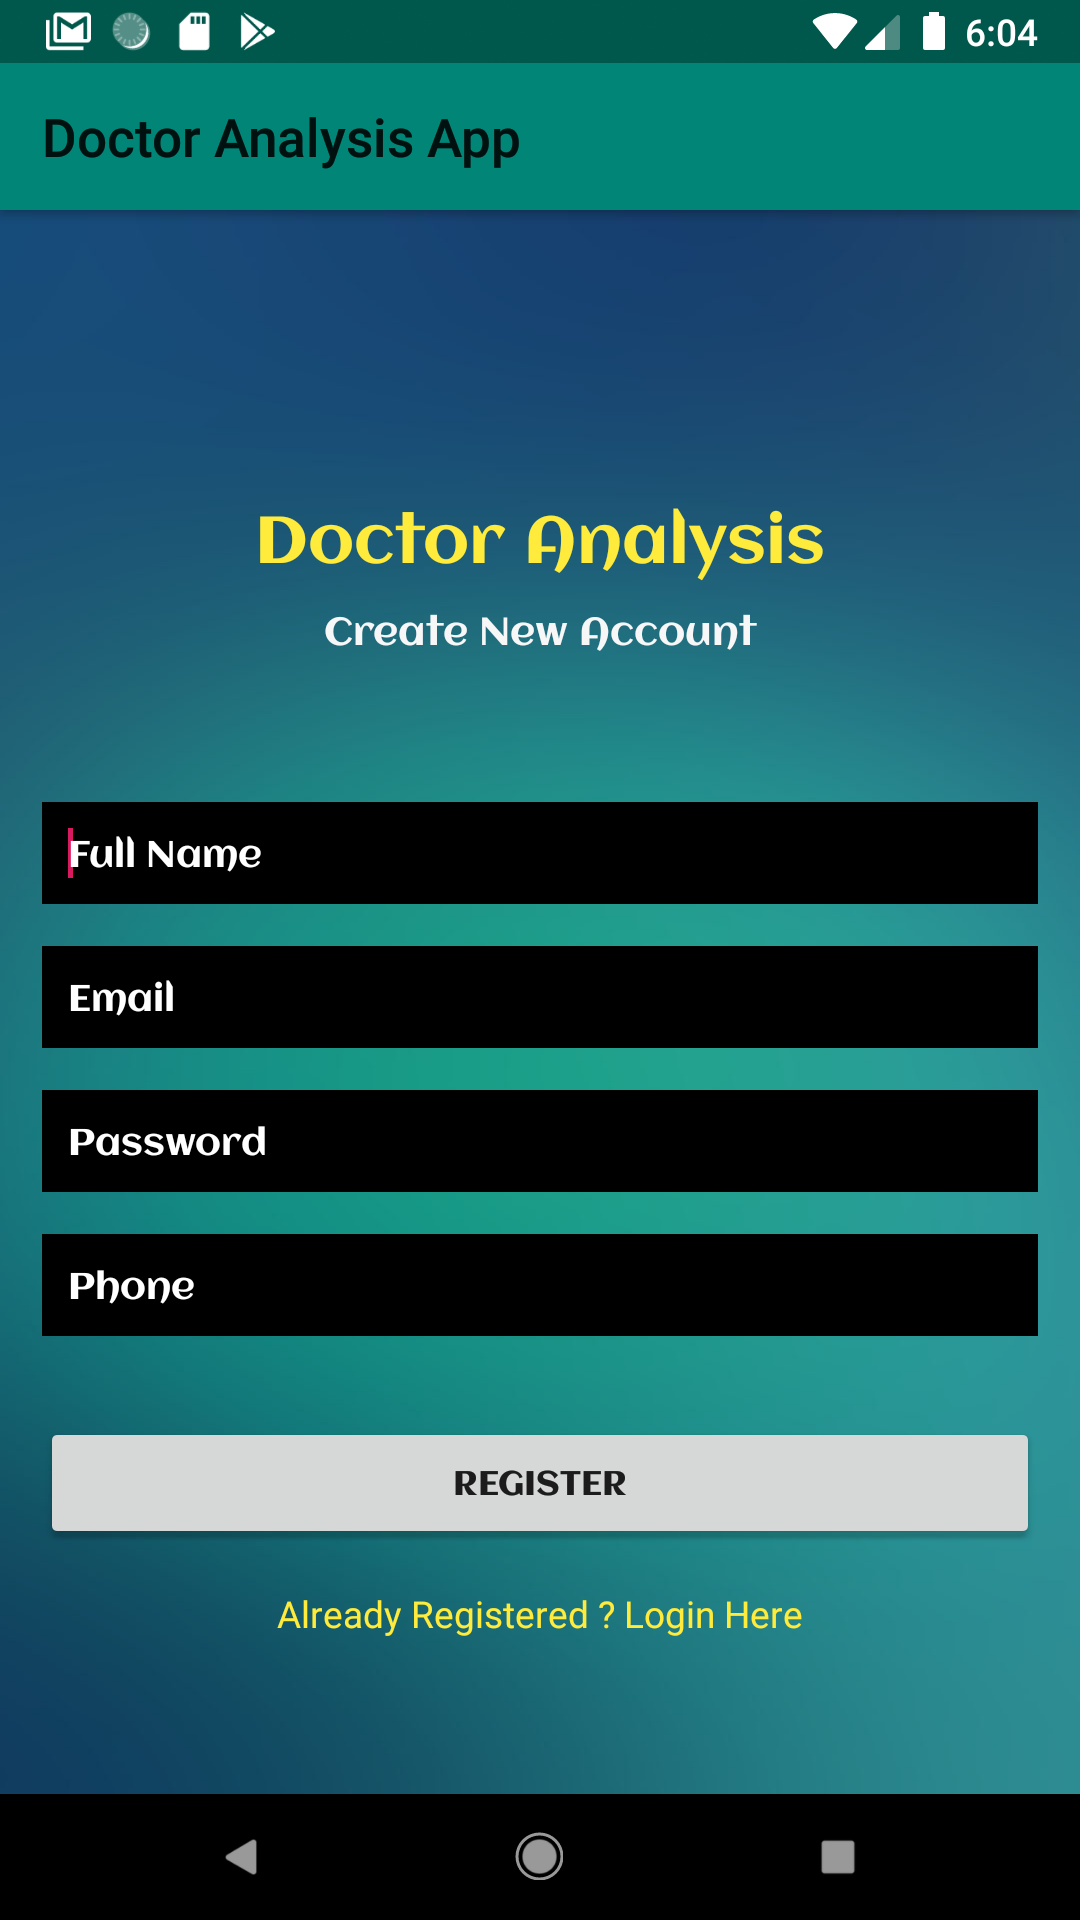 6:04
Doctor Analysis App
Doctor Analysis
Create New Account
Full Name
Email
Password
Phone
REGISTER
Already Registered ? Login Here